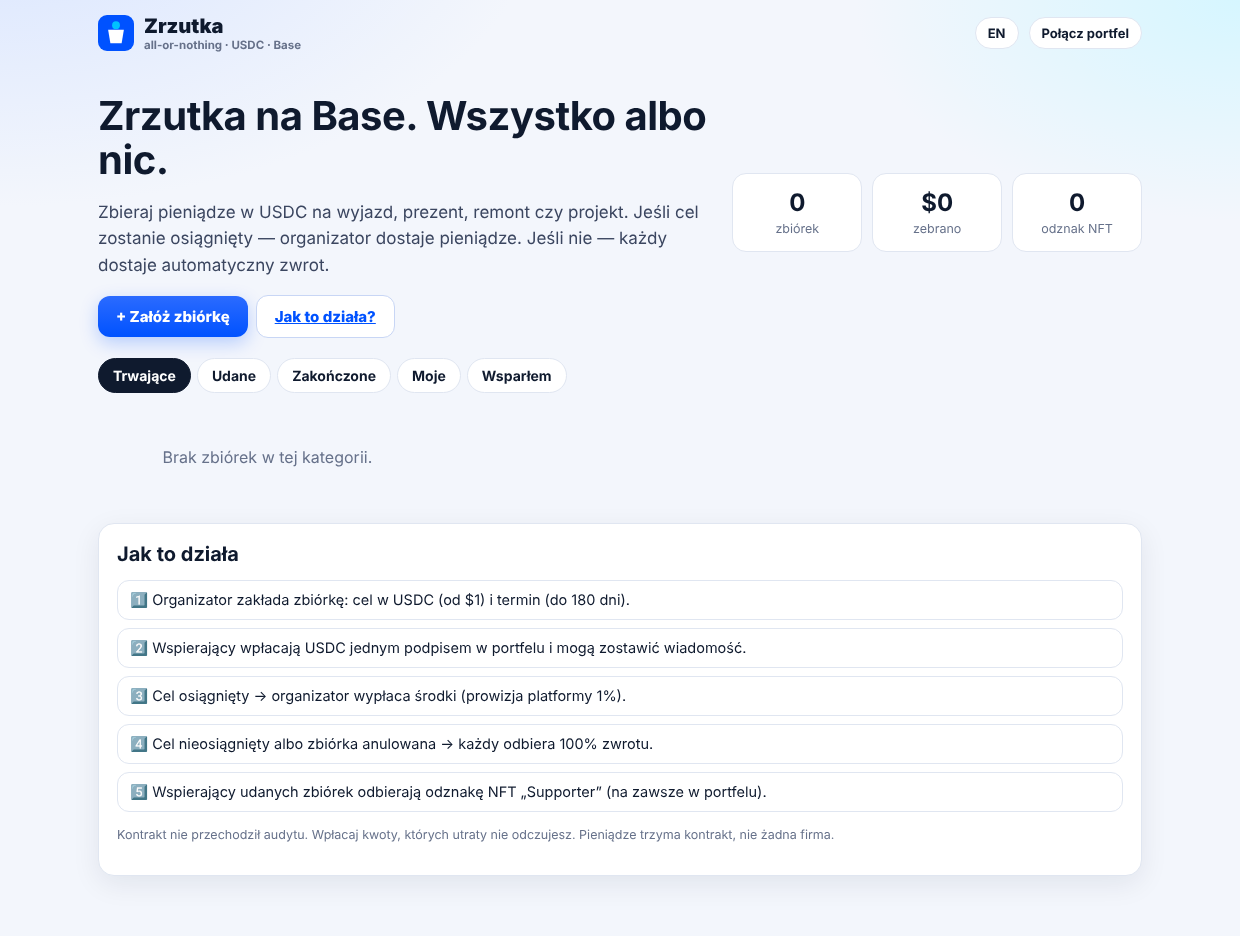 Zrzutka
all-or-nothing · USDC · Base
EN
Połącz portfel
Zrzutka na Base. Wszystko albo
nic.
Zbieraj pieniądze w USDC na wyjazd, prezent, remont czy projekt. Jeśli cel
zostanie osiągnięty — organizator dostaje pieniądze. Jeśli nie — każdy
dostaje automatyczny zwrot.
0
zbiórek
$0
zebrano
0
odznak NFT
+ Załóż zbiórkę
Jak to działa?
Trwające
Udane
Zakończone
Moje
Wsparłem
Brak zbiórek w tej kategorii.
Jak to działa
1️⃣ Organizator zakłada zbiórkę: cel w USDC (od $1) i termin (do 180 dni).
2️⃣ Wspierający wpłacają USDC jednym podpisem w portfelu i mogą zostawić wiadomość.
3️⃣ Cel osiągnięty → organizator wypłaca środki (prowizja platformy 1%).
4️⃣ Cel nieosiągnięty albo zbiórka anulowana → każdy odbiera 100% zwrotu.
5️⃣ Wspierający udanych zbiórek odbierają odznakę NFT „Supporter” (na zawsze w portfelu).
Kontrakt nie przechodził audytu. Wpłacaj kwoty, których utraty nie odczujesz. Pieniądze trzyma kontrakt, nie żadna firma.